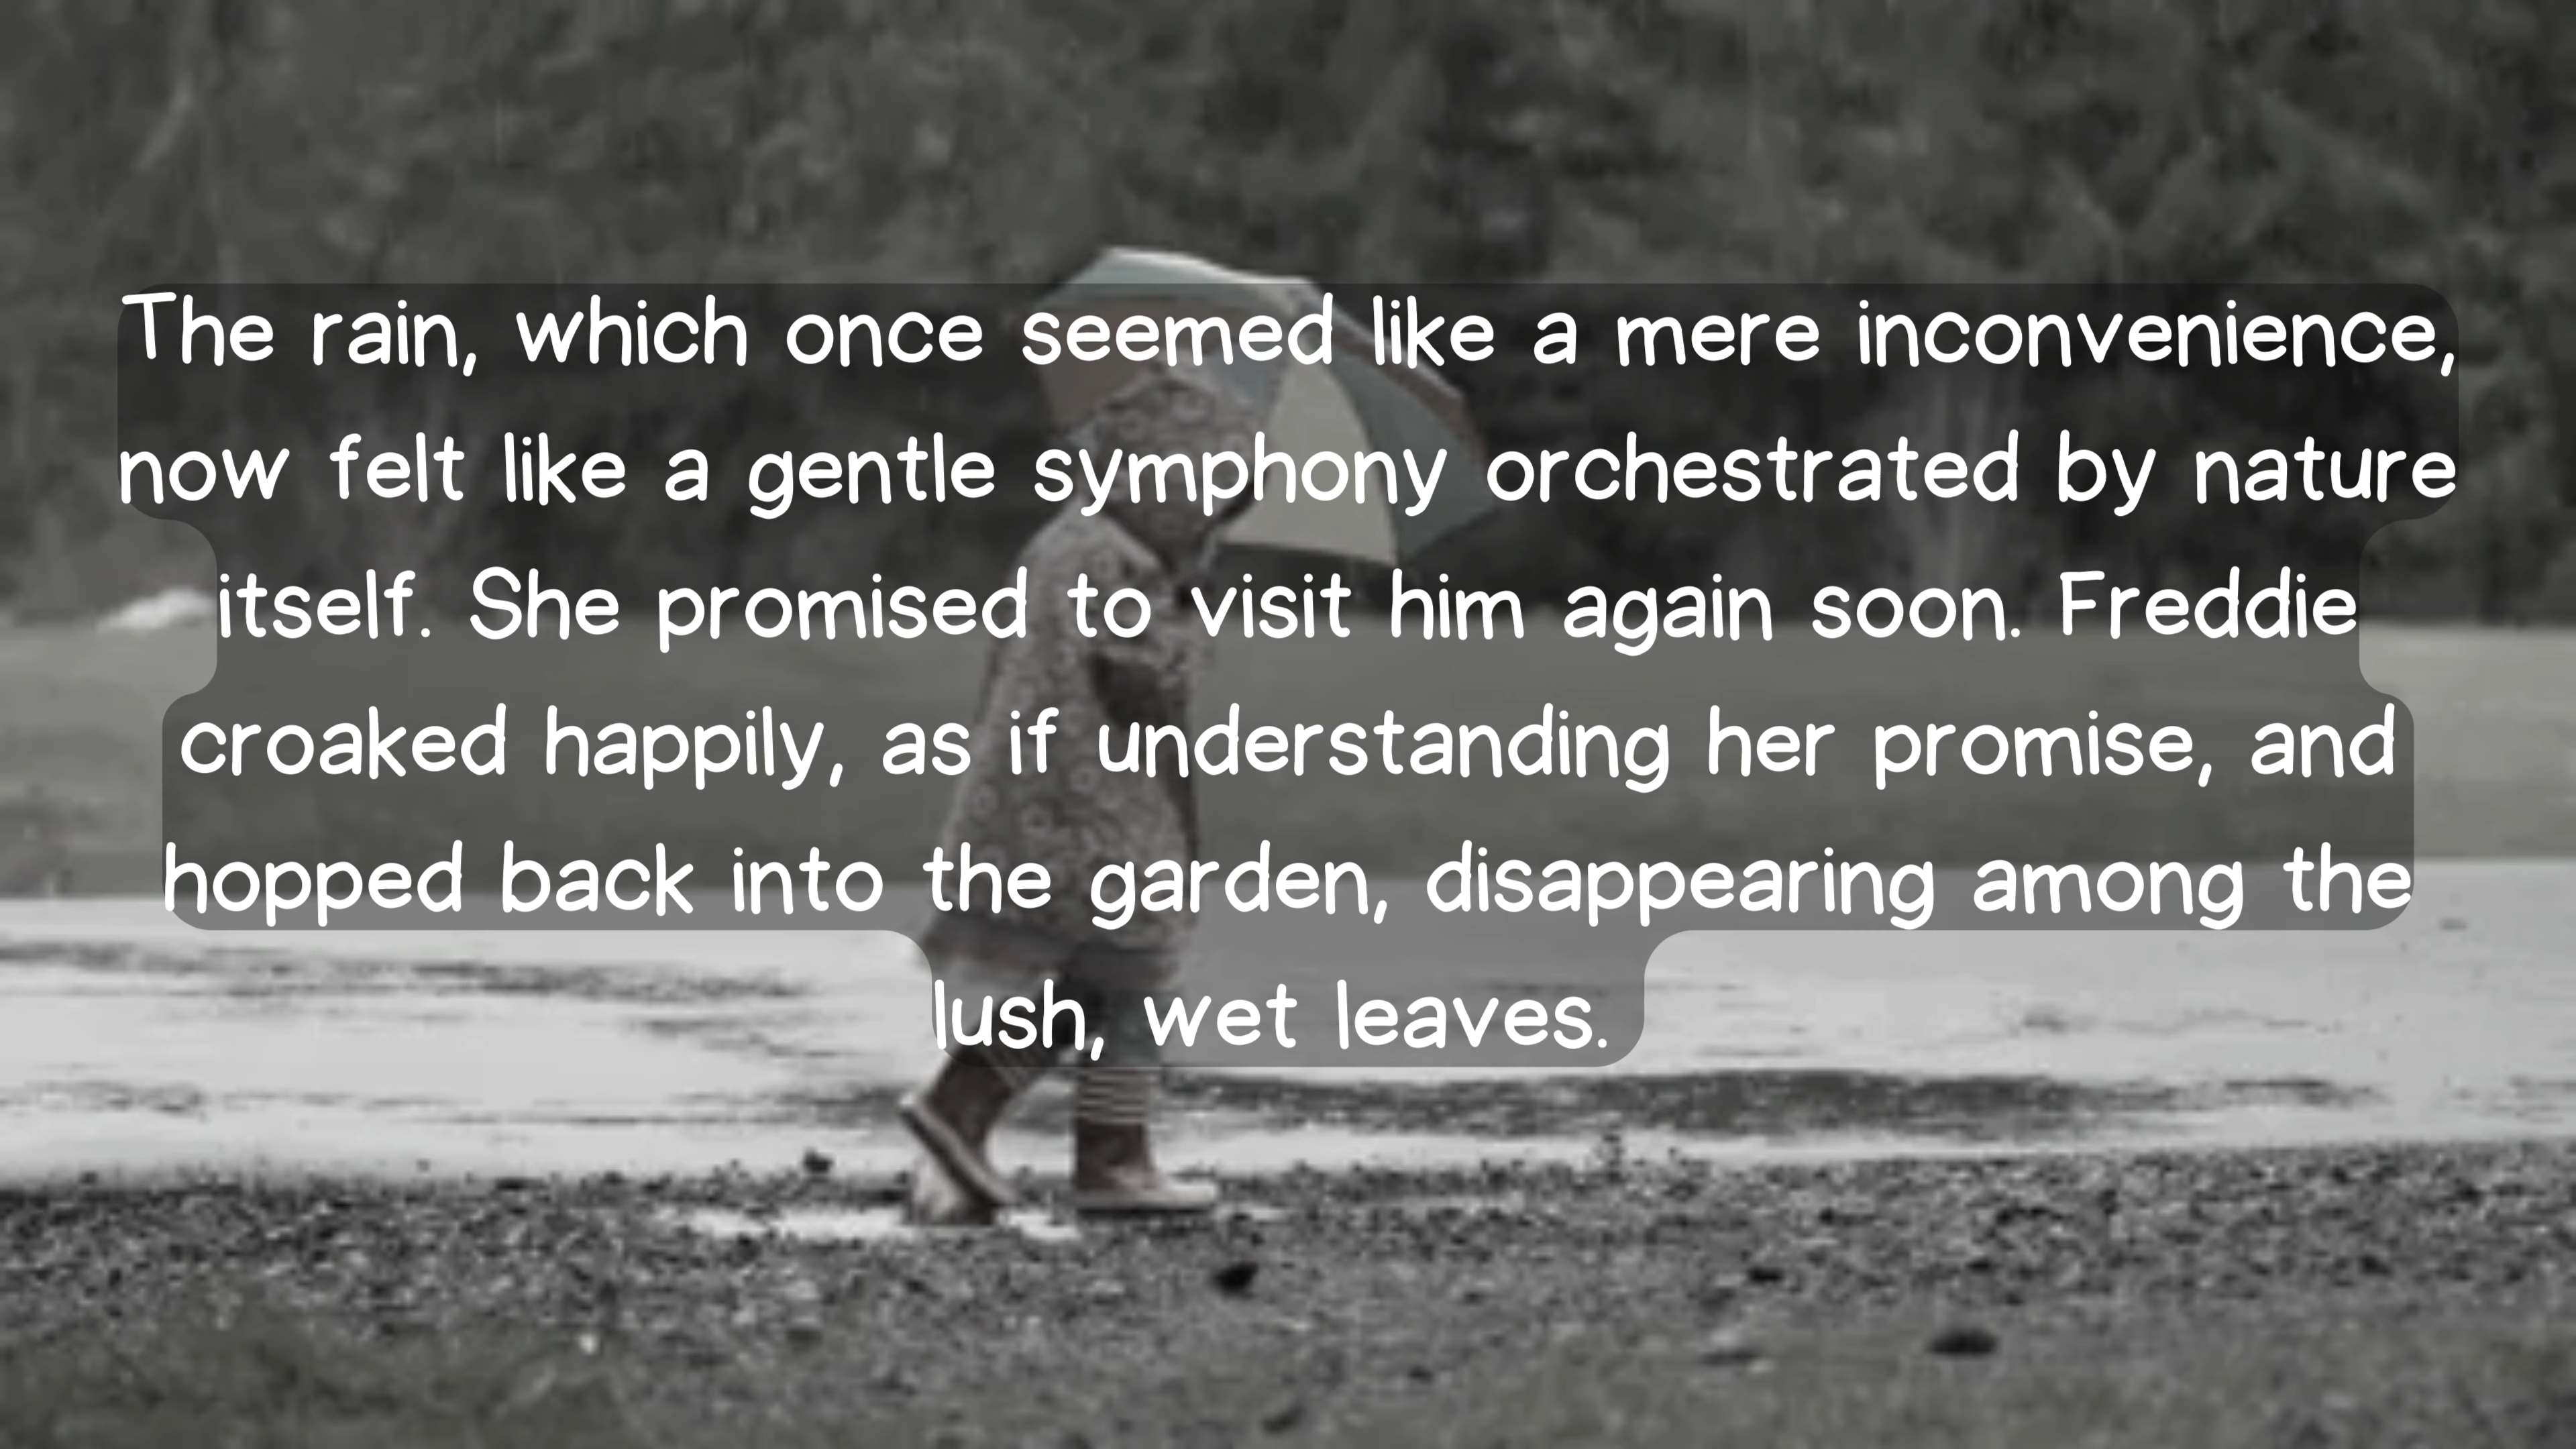 The rain, which once seemed like a mere inconvenience,
now felt like a gentle symphony orchestrated by nature
itself. She promised to visit him again soon. Freddie
croaked happily, as if understanding her promise, and
hopped back into the garden, disappearing among the
lush, wet leaves.